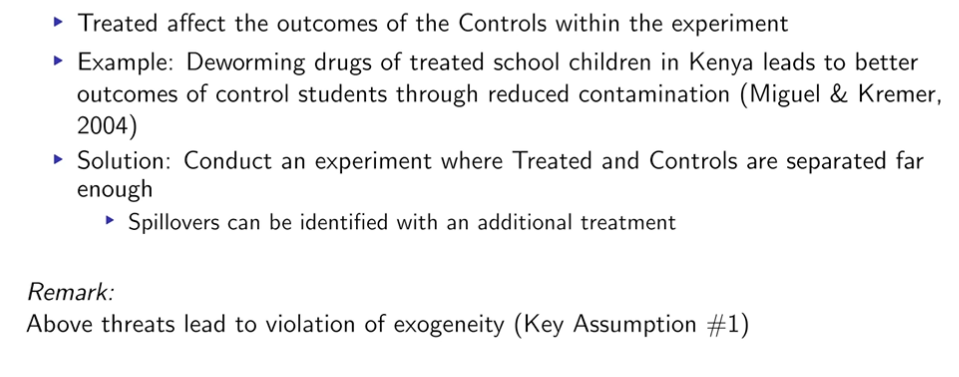 ▶ Treated affect the outcomes of the Controls within the experiment
▶ Example: Deworming drugs of treated school children in Kenya leads to better
outcomes of control students through reduced contamination (Miguel & Kremer,
2004)
▶ Solution: Conduct an experiment where Treated and Controls are separated far
enough
▶ Spillovers can be identified with an additional treatment
Remark:
Above threats lead to violation of exogeneity (Key Assumption #1)